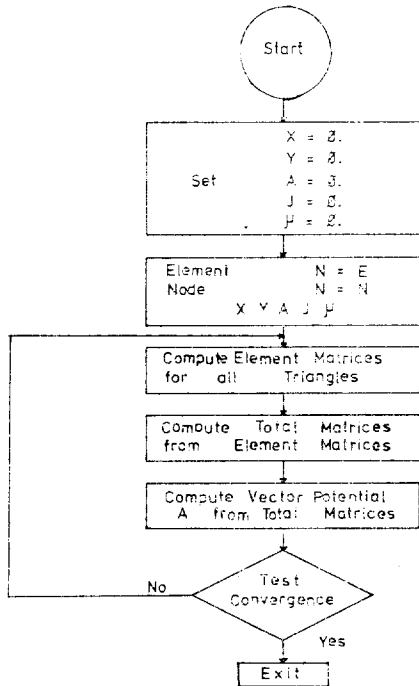 Start
X = 0.
Y = 0.
Set A = 0.
J = 0.
μ = 0.
Element N = E
Node N = N
X Y A J μ
Compute Element Matrices
for all Triangles
Compute Total Matrices
from Element Matrices
Compute Vector Potential
A from Total Matrices
Test
Convergence
No
Yes
Exit